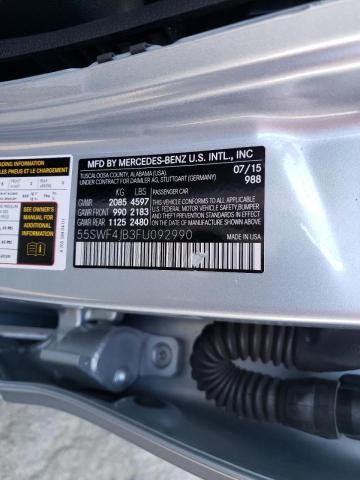 MFD BY MERCEDES-BENZ U.S. INTL., INC
TUSCALOOSA COUNTY, ALABAMA (USA). 07/15
UNDER CONTRACT FOR DAIMLER AG, STUTTGART (GERMANY) 988
KG LBS PASSENGER CAR
GVWR 2085 4597
GAWR FRONT 990 2183
GAWR REAR 1125 2480
THIS VEHICLE CONFORMS TO ALL APPLICABLE
U.S. FEDERAL MOTOR VEHICLE SAFETY,
BUMPER, AND THEFT PREVENTION STANDARDS
IN EFFECT ON THE DATE OF
MANUFACTURE SHOWN ABOVE
55SWF4JB3FU092990
SEE OWNER'S
MANUAL FOR
ADDITIONAL
INFORMATION